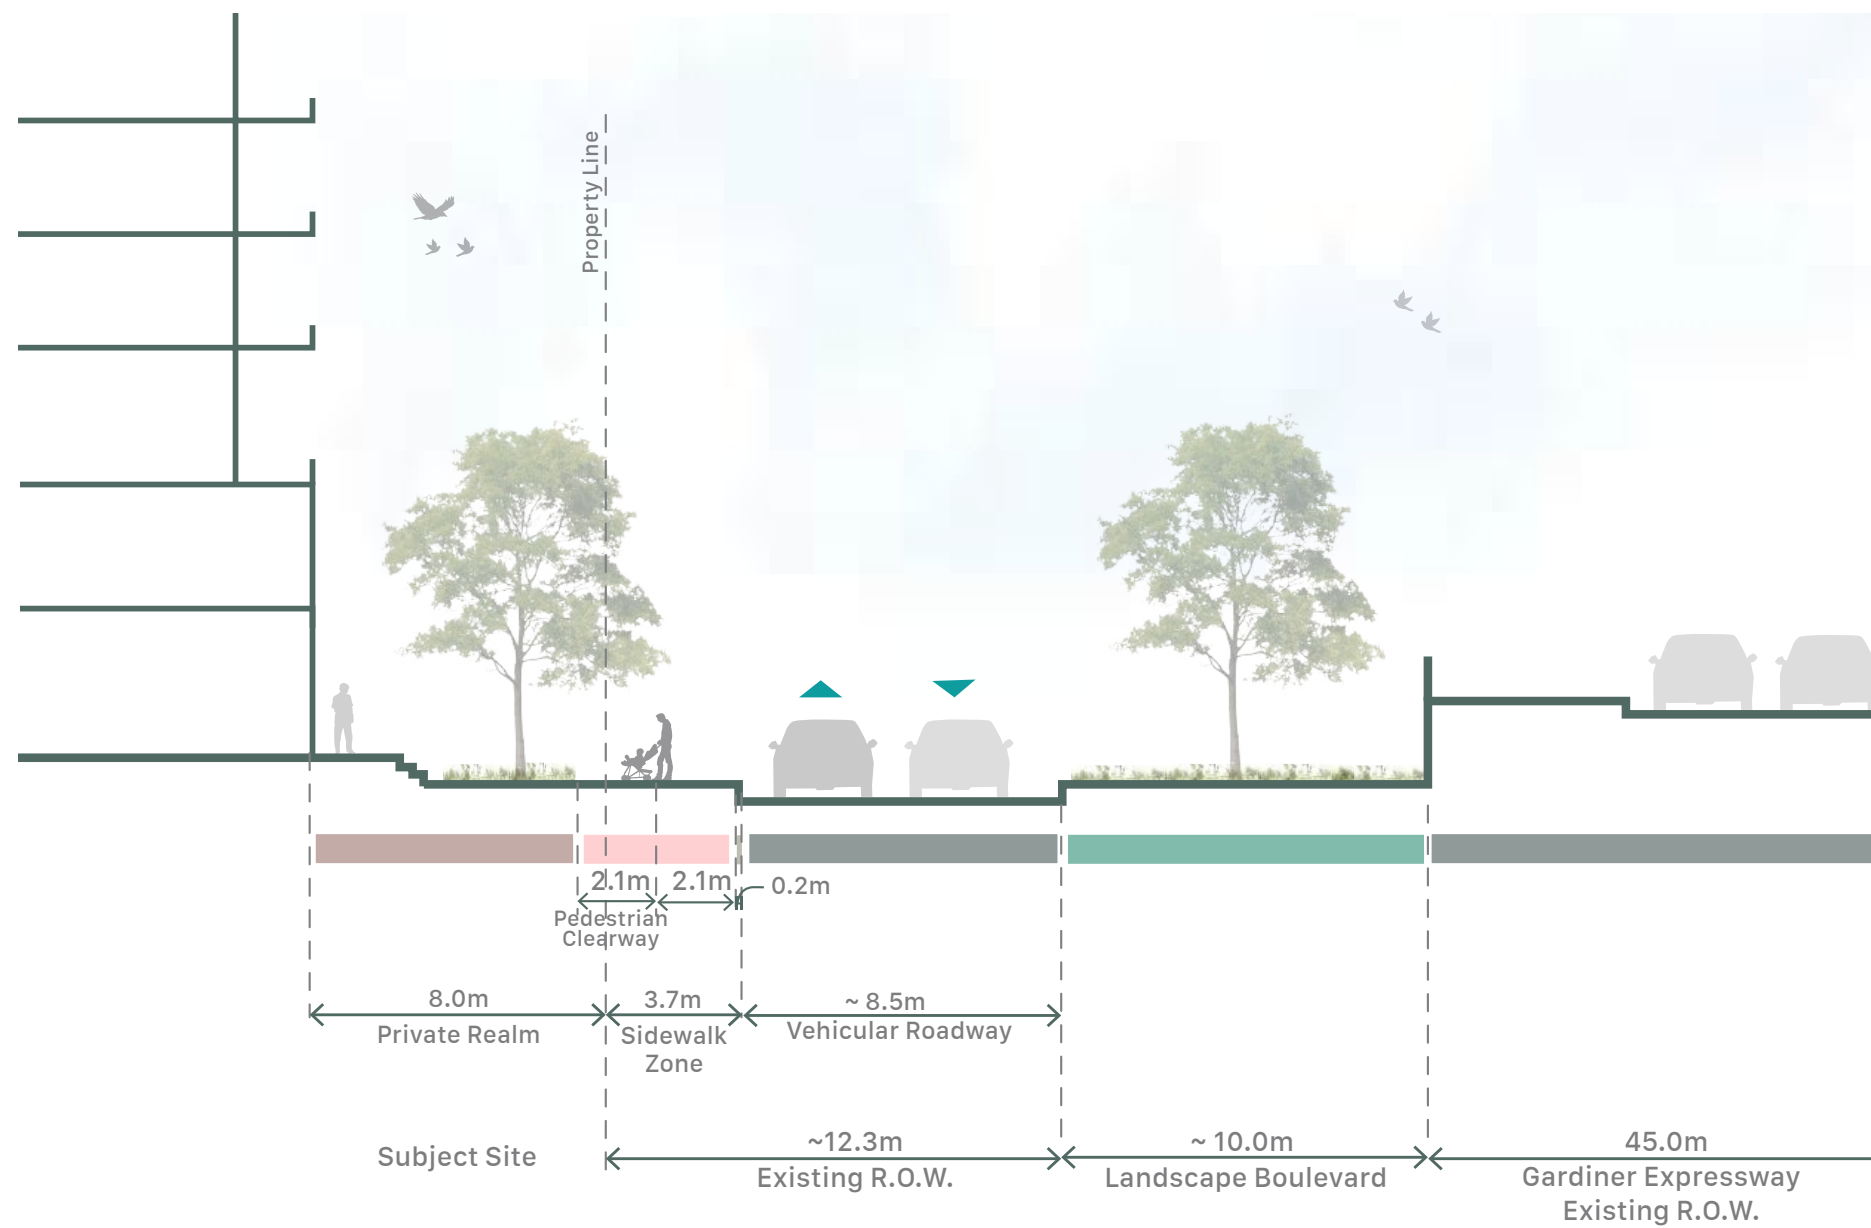 Property Line
2.1m
2.1m
0.2m
Pedestrian
Clearway
8.0m
Private Realm
3.7m
Sidewalk
Zone
~ 8.5m
Vehicular Roadway
Subject Site
~12.3m
Existing R.O.W.
~ 10.0m
Landscape Boulevard
45.0m
Gardiner Expressway
Existing R.O.W.